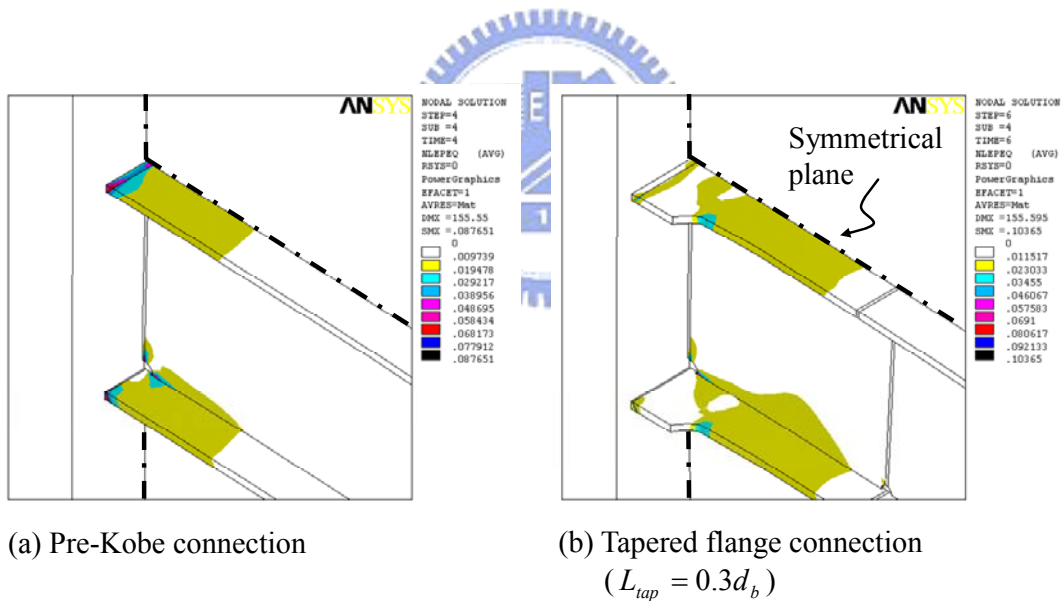 ANSYS
NODAL SOLUTION
STEP=4
SUB =4
TIME=4
NLEPEQ (AVG)
RSYS=0
PowerGraphics
EFACET=1
AVRES=Mat
DMX =155.55
SMX =.087651
0
.009739
.019478
.029217
.038956
.048695
.058434
.068173
.077912
.087651
ANSYS
Symmetrical
plane
NODAL SOLUTION
STEP=6
SUB =4
TIME=6
NLEPEQ (AVG)
RSYS=0
PowerGraphics
EFACET=1
AVRES=Mat
DMX =155.595
SMX =.10365
0
.011517
.023033
.03455
.046067
.057583
.0691
.080617
.092133
.10365
(a) Pre-Kobe connection
(b) Tapered flange connection
( L_{tap} = 0.3d_b )